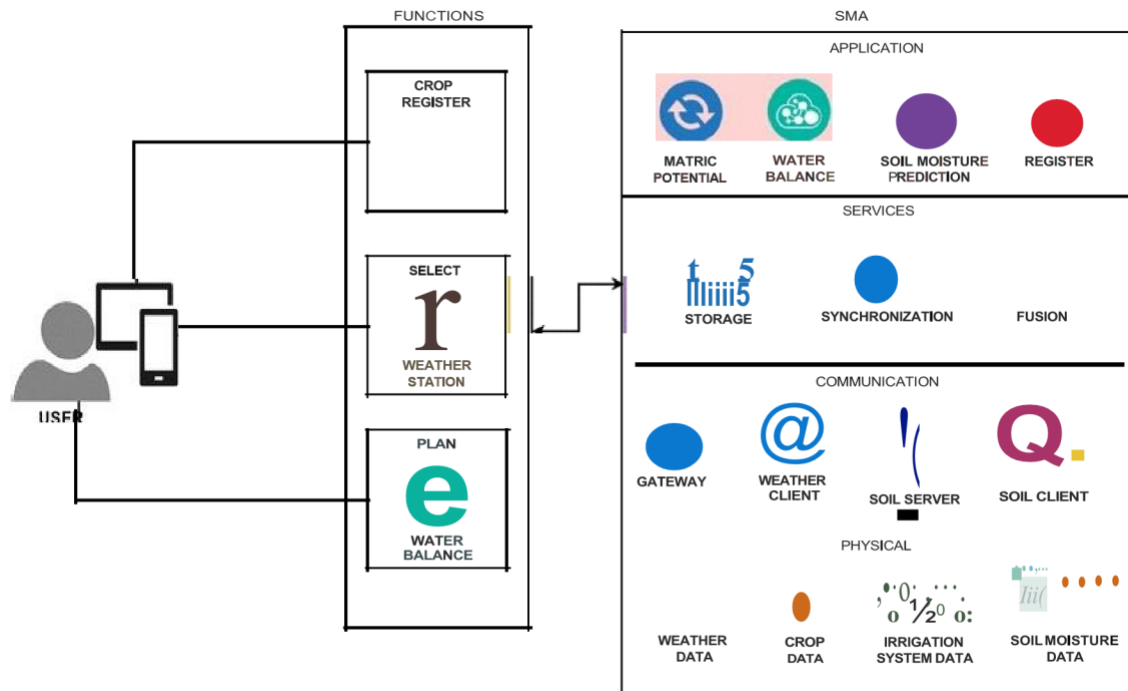 FUNCTIONS
SMA
CROP
REGISTER
SELECT
r
WEATHER
STATION
PLAN
e
WATER
BALANCE
USER
APPLICATION
MATRIC
POTENTIAL
WATER
BALANCE
SOIL MOISTURE
PREDICTION
REGISTER
SERVICES
t 5
STORAGE
SYNCHRONIZATION
FUSION
COMMUNICATION
GATEWAY
@
WEATHER
CLIENT
SOIL SERVER
Q.
SOIL CLIENT
PHYSICAL
WEATHER
DATA
CROP
DATA
IRRIGATION
SYSTEM DATA
SOIL MOISTURE
DATA